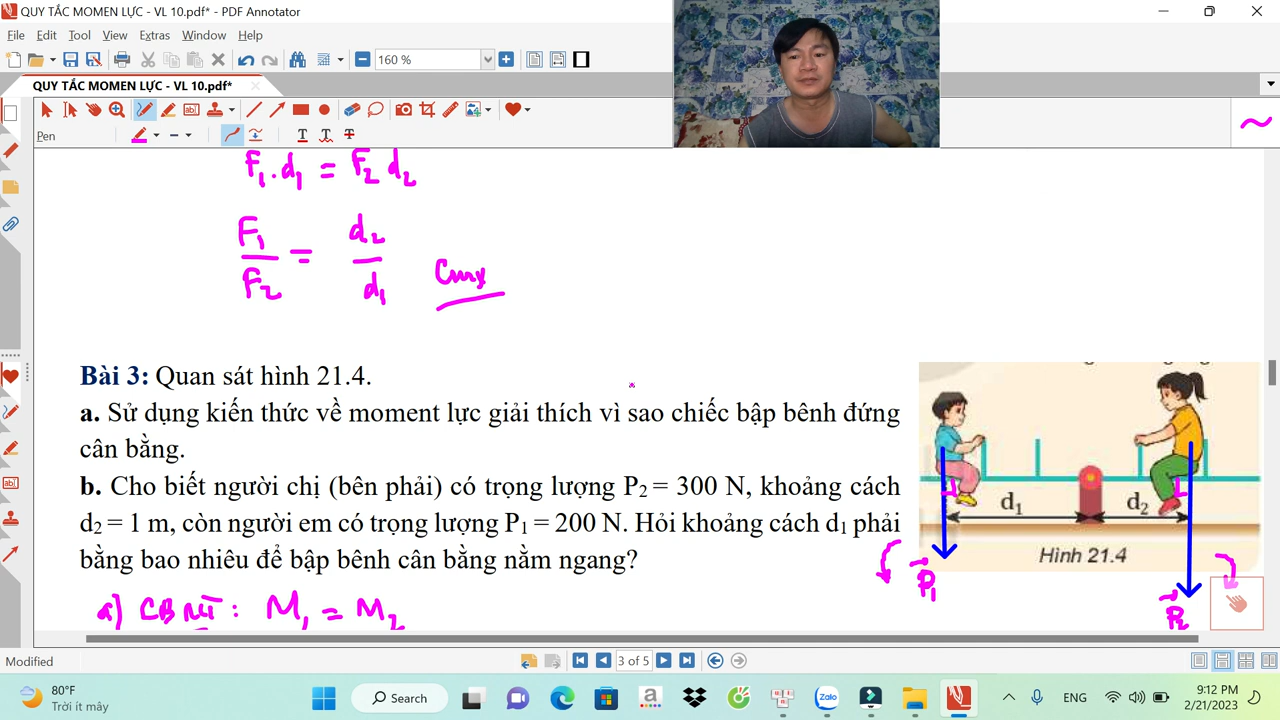 QUY TẮC MOMEN LỰC - VL 10.pdf* - PDF Annotator
File Edit Tool View Extras Window Help
160 %
QUY TẮC MOMEN LỰC - VL 10.pdf*
Pen
F1.d1 = F2 d2
F1/F2 = d2/d1
Bài 3: Quan sát hình 21.4.
a. Sử dụng kiến thức về moment lực giải thích vì sao chiếc bập bênh đứng
cân bằng.
b. Cho biết người chị (bên phải) có trọng lượng P2 = 300 N, khoảng cách
d2 = 1 m, còn người em có trọng lượng P1 = 200 N. Hỏi khoảng cách d1 phải
bằng bao nhiêu để bập bênh cân bằng nằm ngang?
d1 d2
Hình 21.4
P1
P2
a) CBMT: M1 = M2
Modified
3 of 5
80°F
Trời ít mây
Search
Zalo
ENG
9:12 PM
2/21/2023